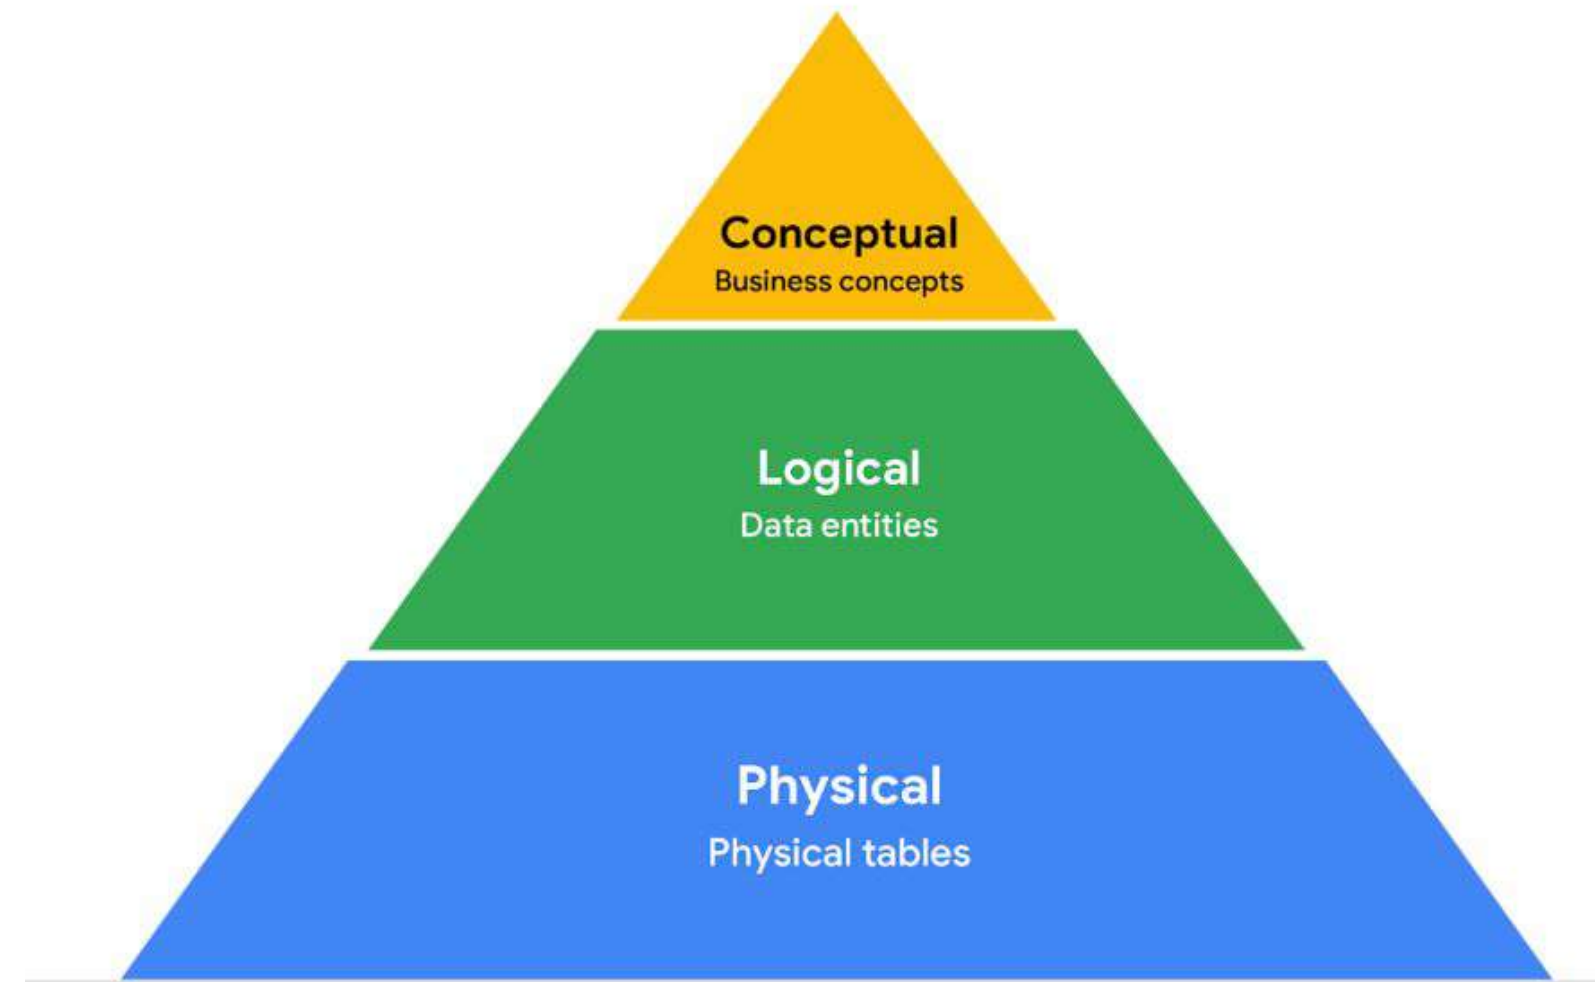 Conceptual
Business concepts
Logical
Data entities
Physical
Physical tables